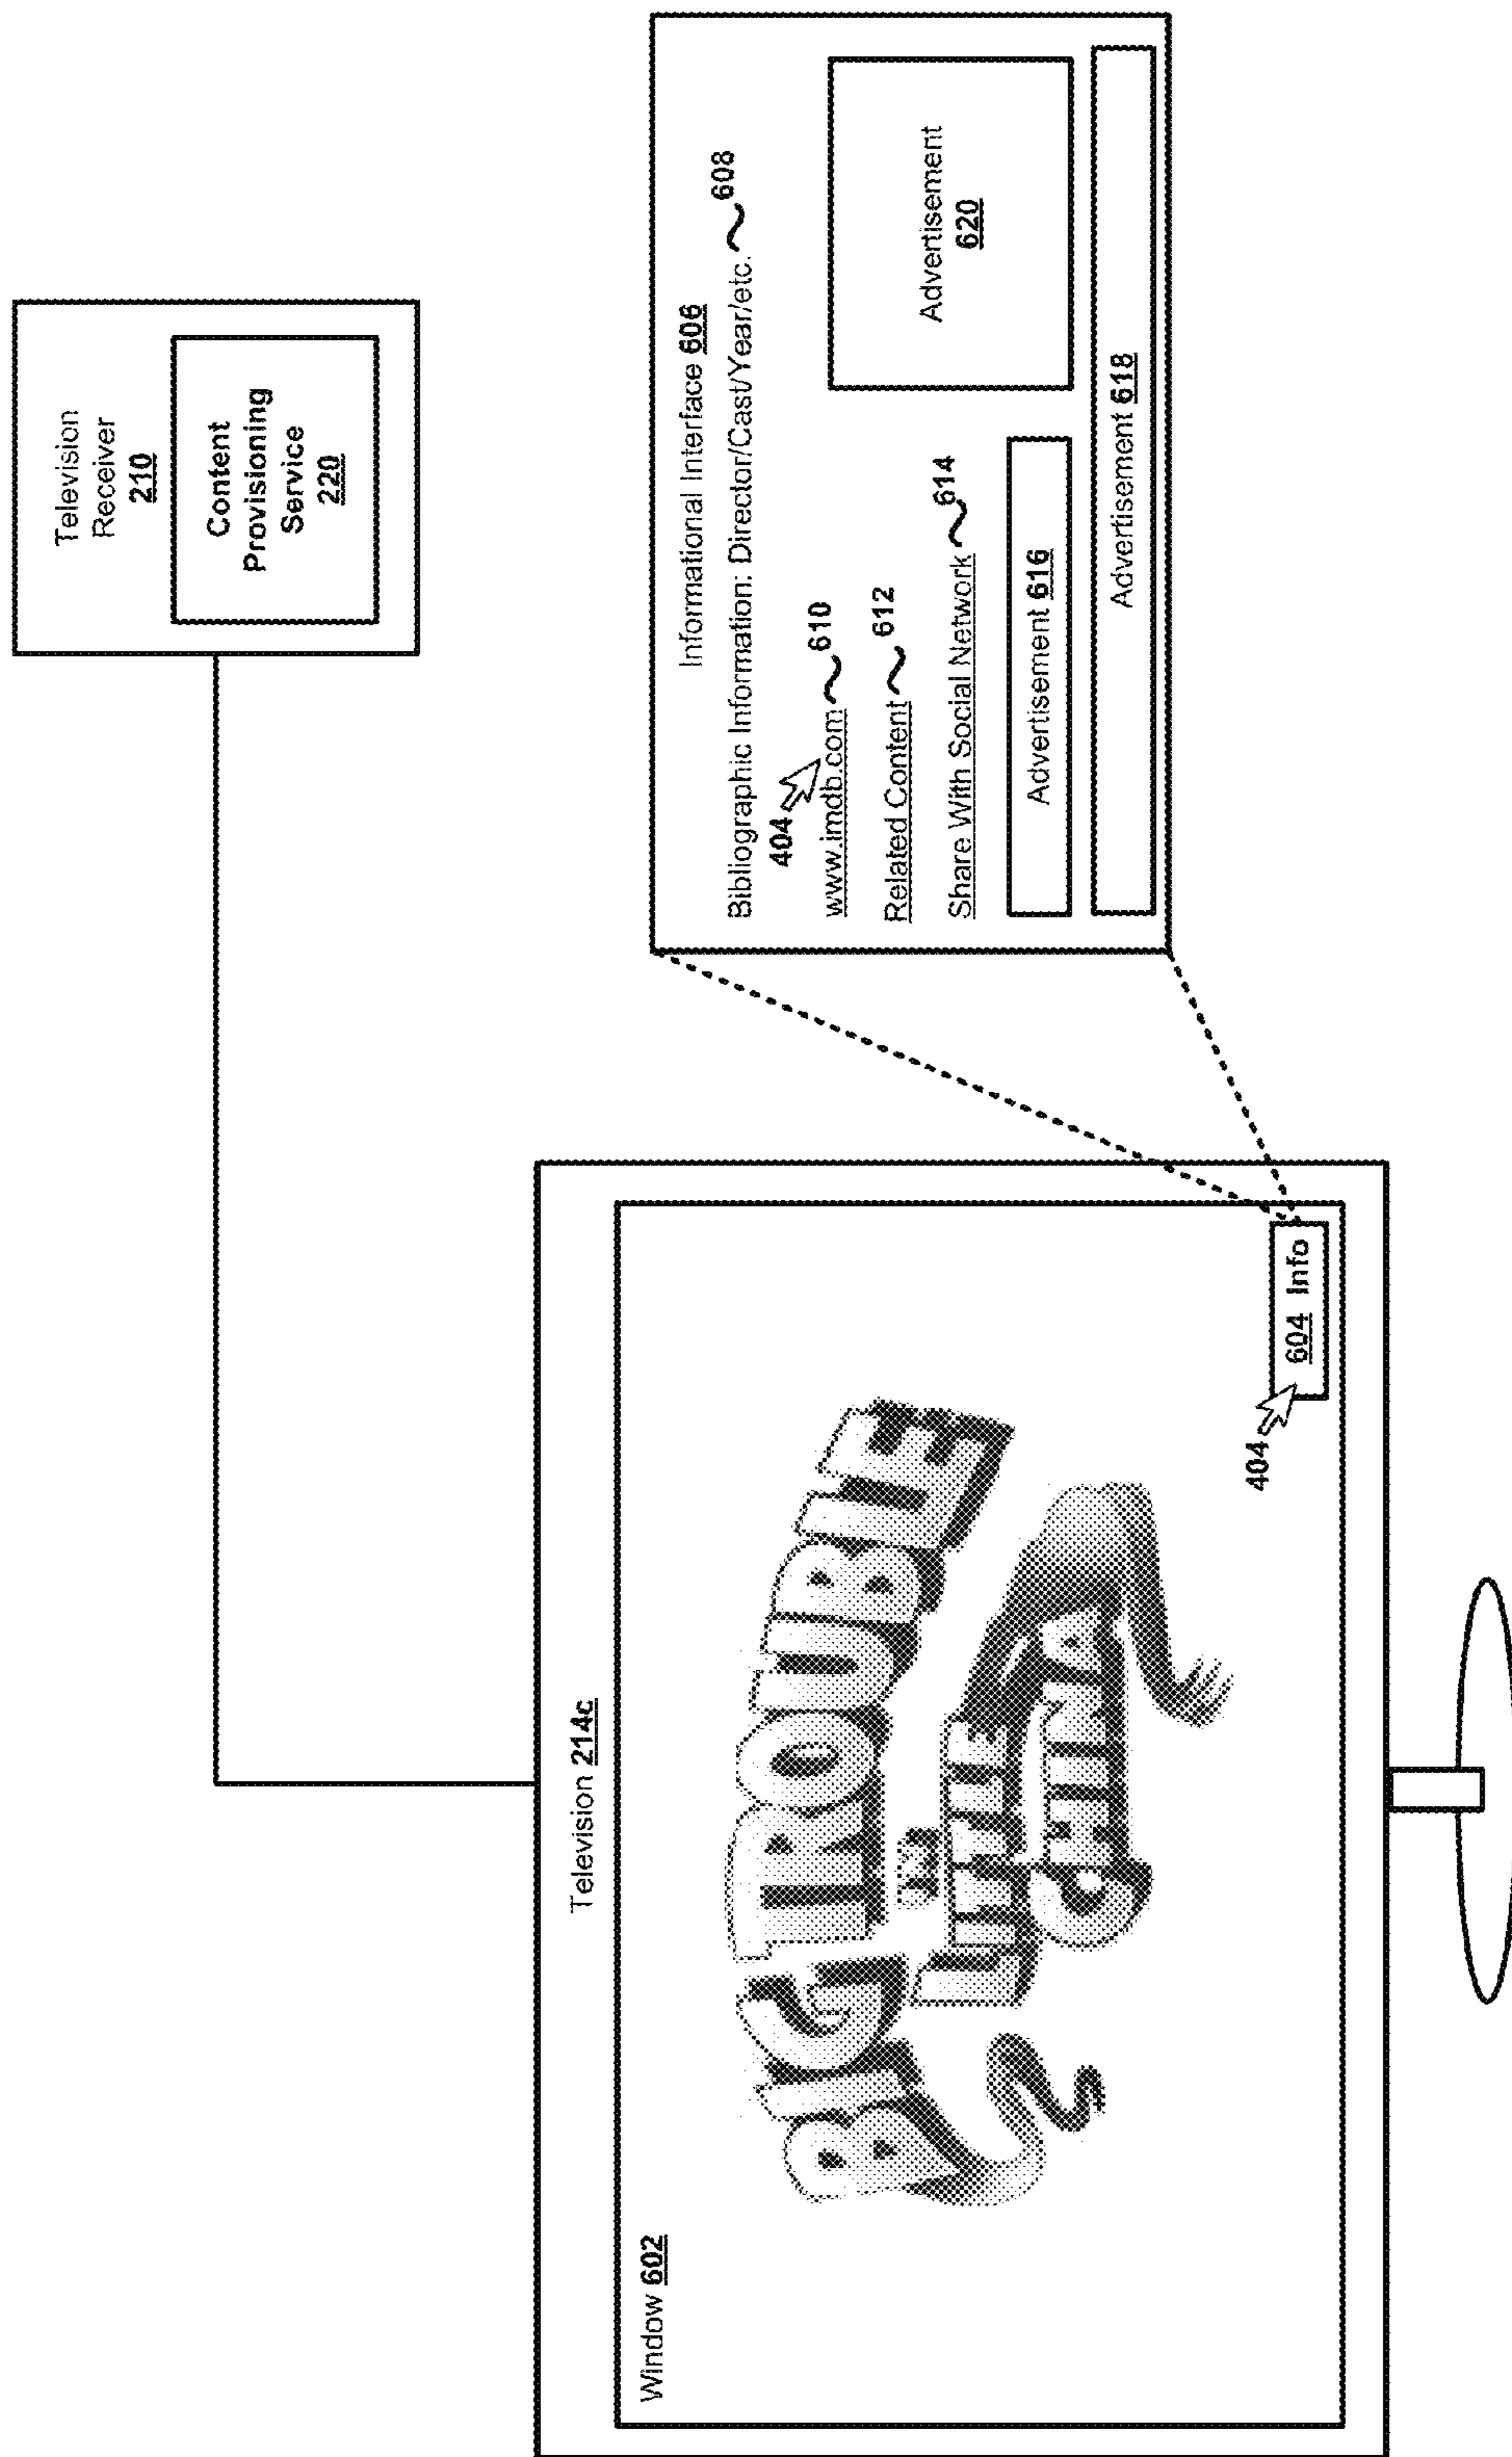 Television
Receiver
210
Content
Provisioning
Service
220
Television 214c
Window 602
BIG TROUBLE
IN
LITTLE
CHINA
404
604 Info
Informational Interface 606
Bibliographic Information: Director/Cast/Year/etc. 608
404
www.imdb.com 610
Related Content 612
Share With Social Network 614
Advertisement 616
Advertisement
620
Advertisement 618